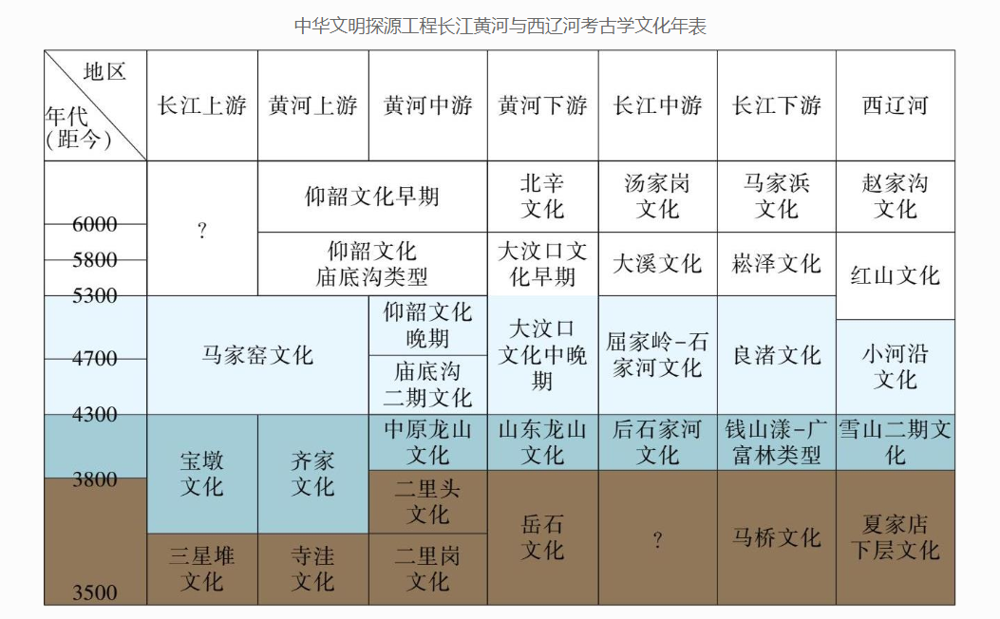 中华文明探源工程长江黄河与西辽河考古学文化年表
地区
年代
(距今)
长江上游
黄河上游
黄河中游
黄河下游
长江中游
长江下游
西辽河
6000
5800
5300
4700
4300
3800
3500
?
仰韶文化早期
北辛
文化
汤家岗
文化
马家浜
文化
赵家沟
文化
仰韶文化
庙底沟类型
大汶口文
化早期
大溪文化
崧泽文化
红山文化
马家窑文化
仰韶文化
晚期
庙底沟
二期文化
大汶口
文化中晚
期
屈家岭-石
家河文化
良渚文化
小河沿
文化
宝墩
文化
齐家
文化
中原龙山
文化
山东龙山
文化
后石家河
文化
钱山漾-广
富林类型
雪山二期文
化
二里头
文化
岳石
文化
?
马桥文化
夏家店
下层文化
三星堆
文化
寺洼
文化
二里岗
文化